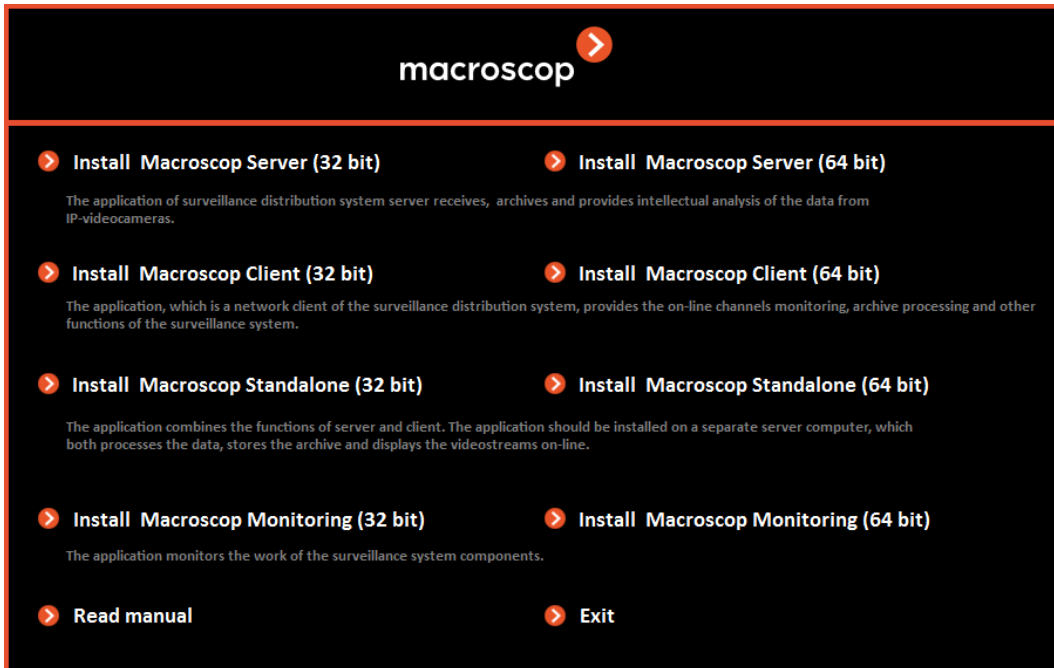 macroscop
Install Macroscop Server (32 bit)
Install Macroscop Server (64 bit)
The application of surveillance distribution system server receives, archives and provides intellectual analysis of the data from
IP-videocameras.
Install Macroscop Client (32 bit)
Install Macroscop Client (64 bit)
The application, which is a network client of the surveillance distribution system, provides the on-line channels monitoring, archive processing and other
functions of the surveillance system.
Install Macroscop Standalone (32 bit)
Install Macroscop Standalone (64 bit)
The application combines the functions of server and client. The application should be installed on a separate server computer, which
both processes the data, stores the archive and displays the videostreams on-line.
Install Macroscop Monitoring (32 bit)
Install Macroscop Monitoring (64 bit)
The application monitors the work of the surveillance system components.
Read manual
Exit